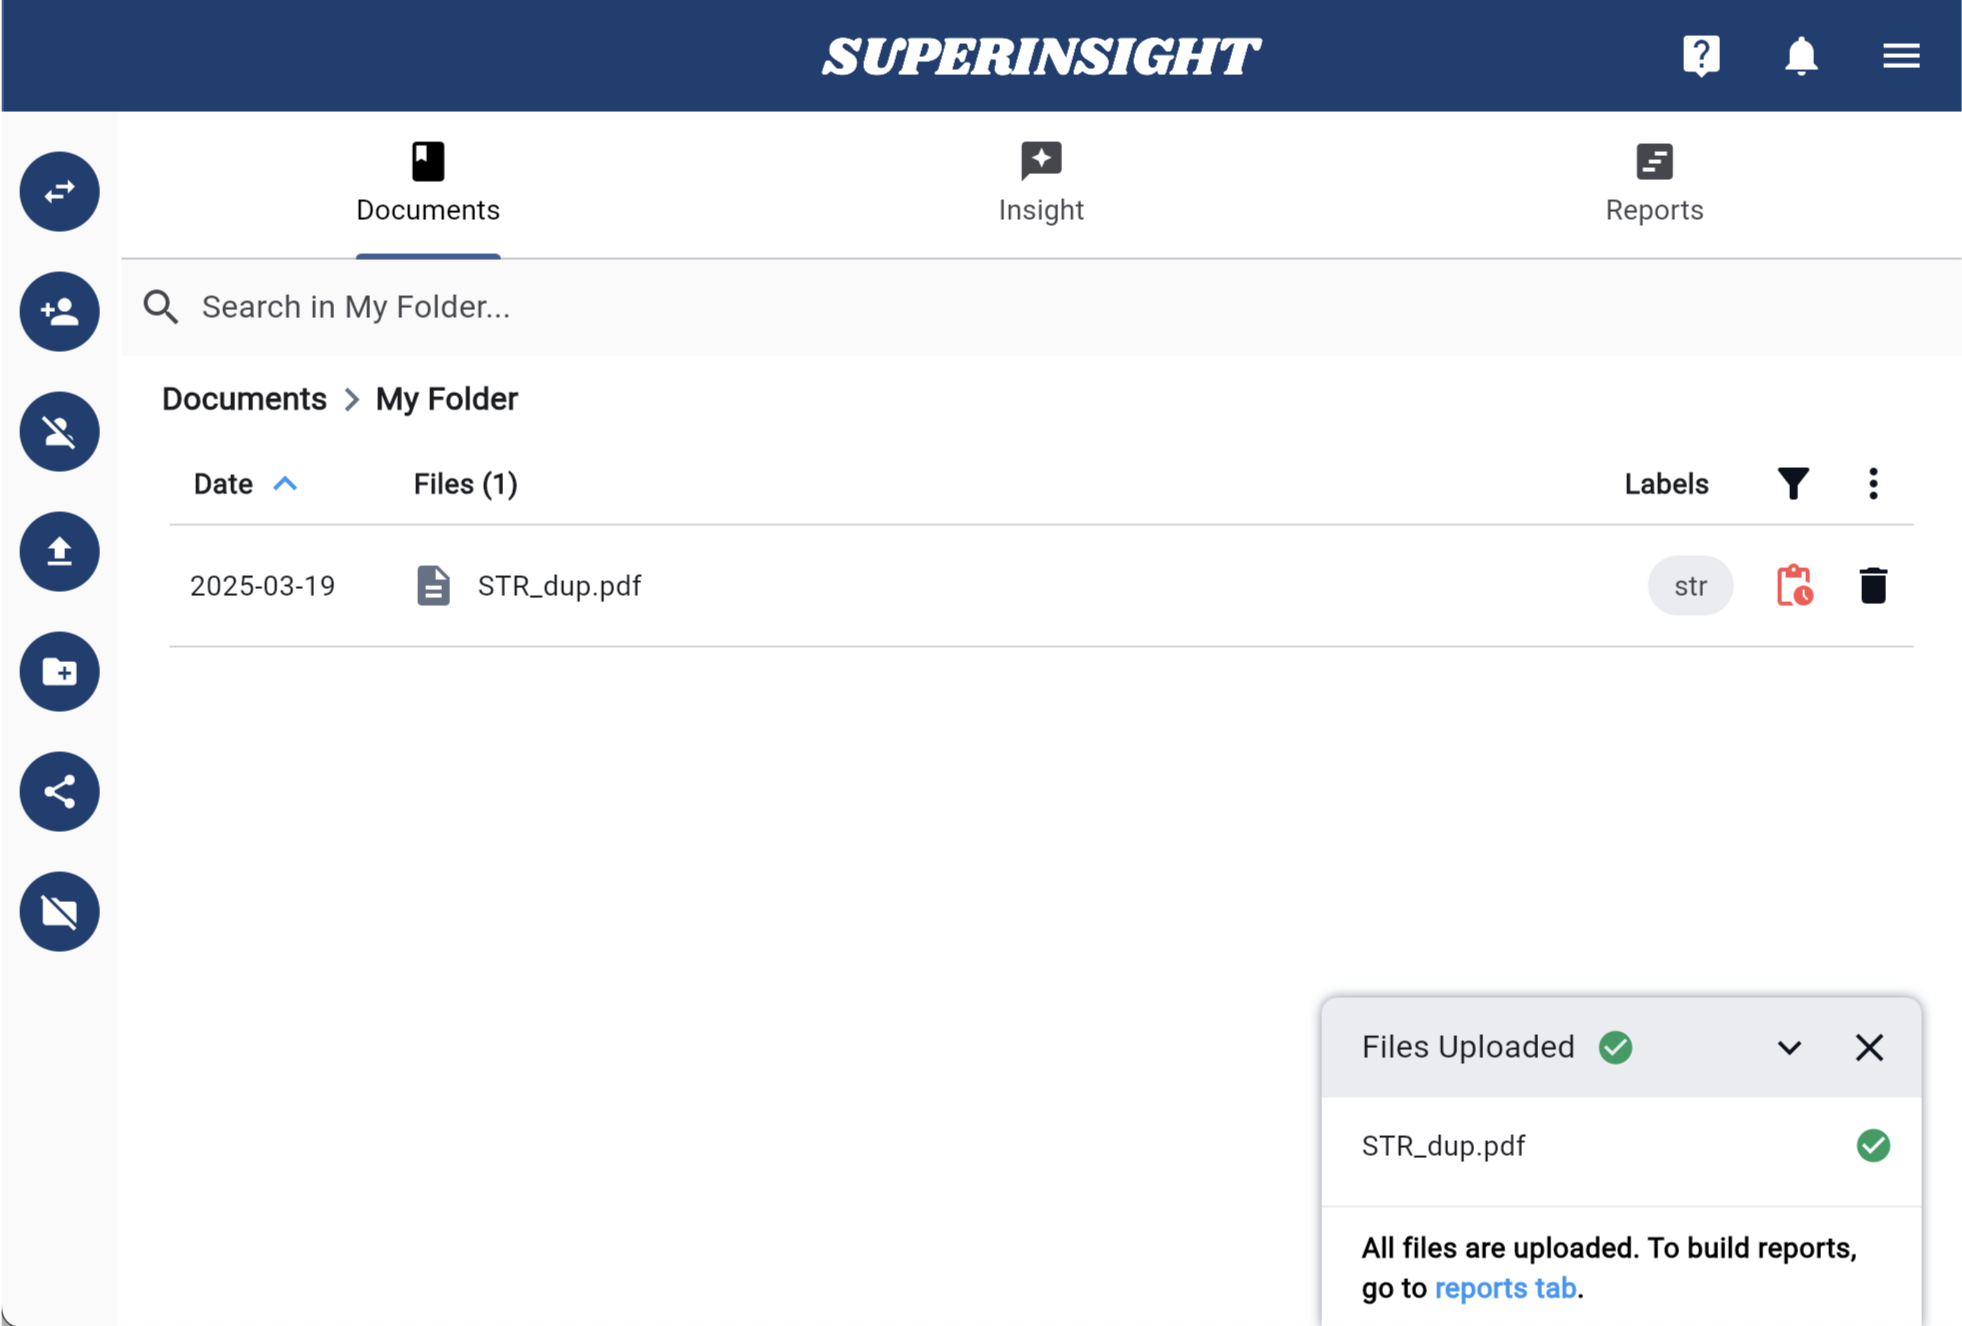 SUPERINSIGHT
Documents
Insight
Reports
Search in My Folder...
Documents > My Folder
Date Files (1) Labels
2025-03-19 STR_dup.pdf str
Files Uploaded
STR_dup.pdf
All files are uploaded. To build reports,
go to reports tab.